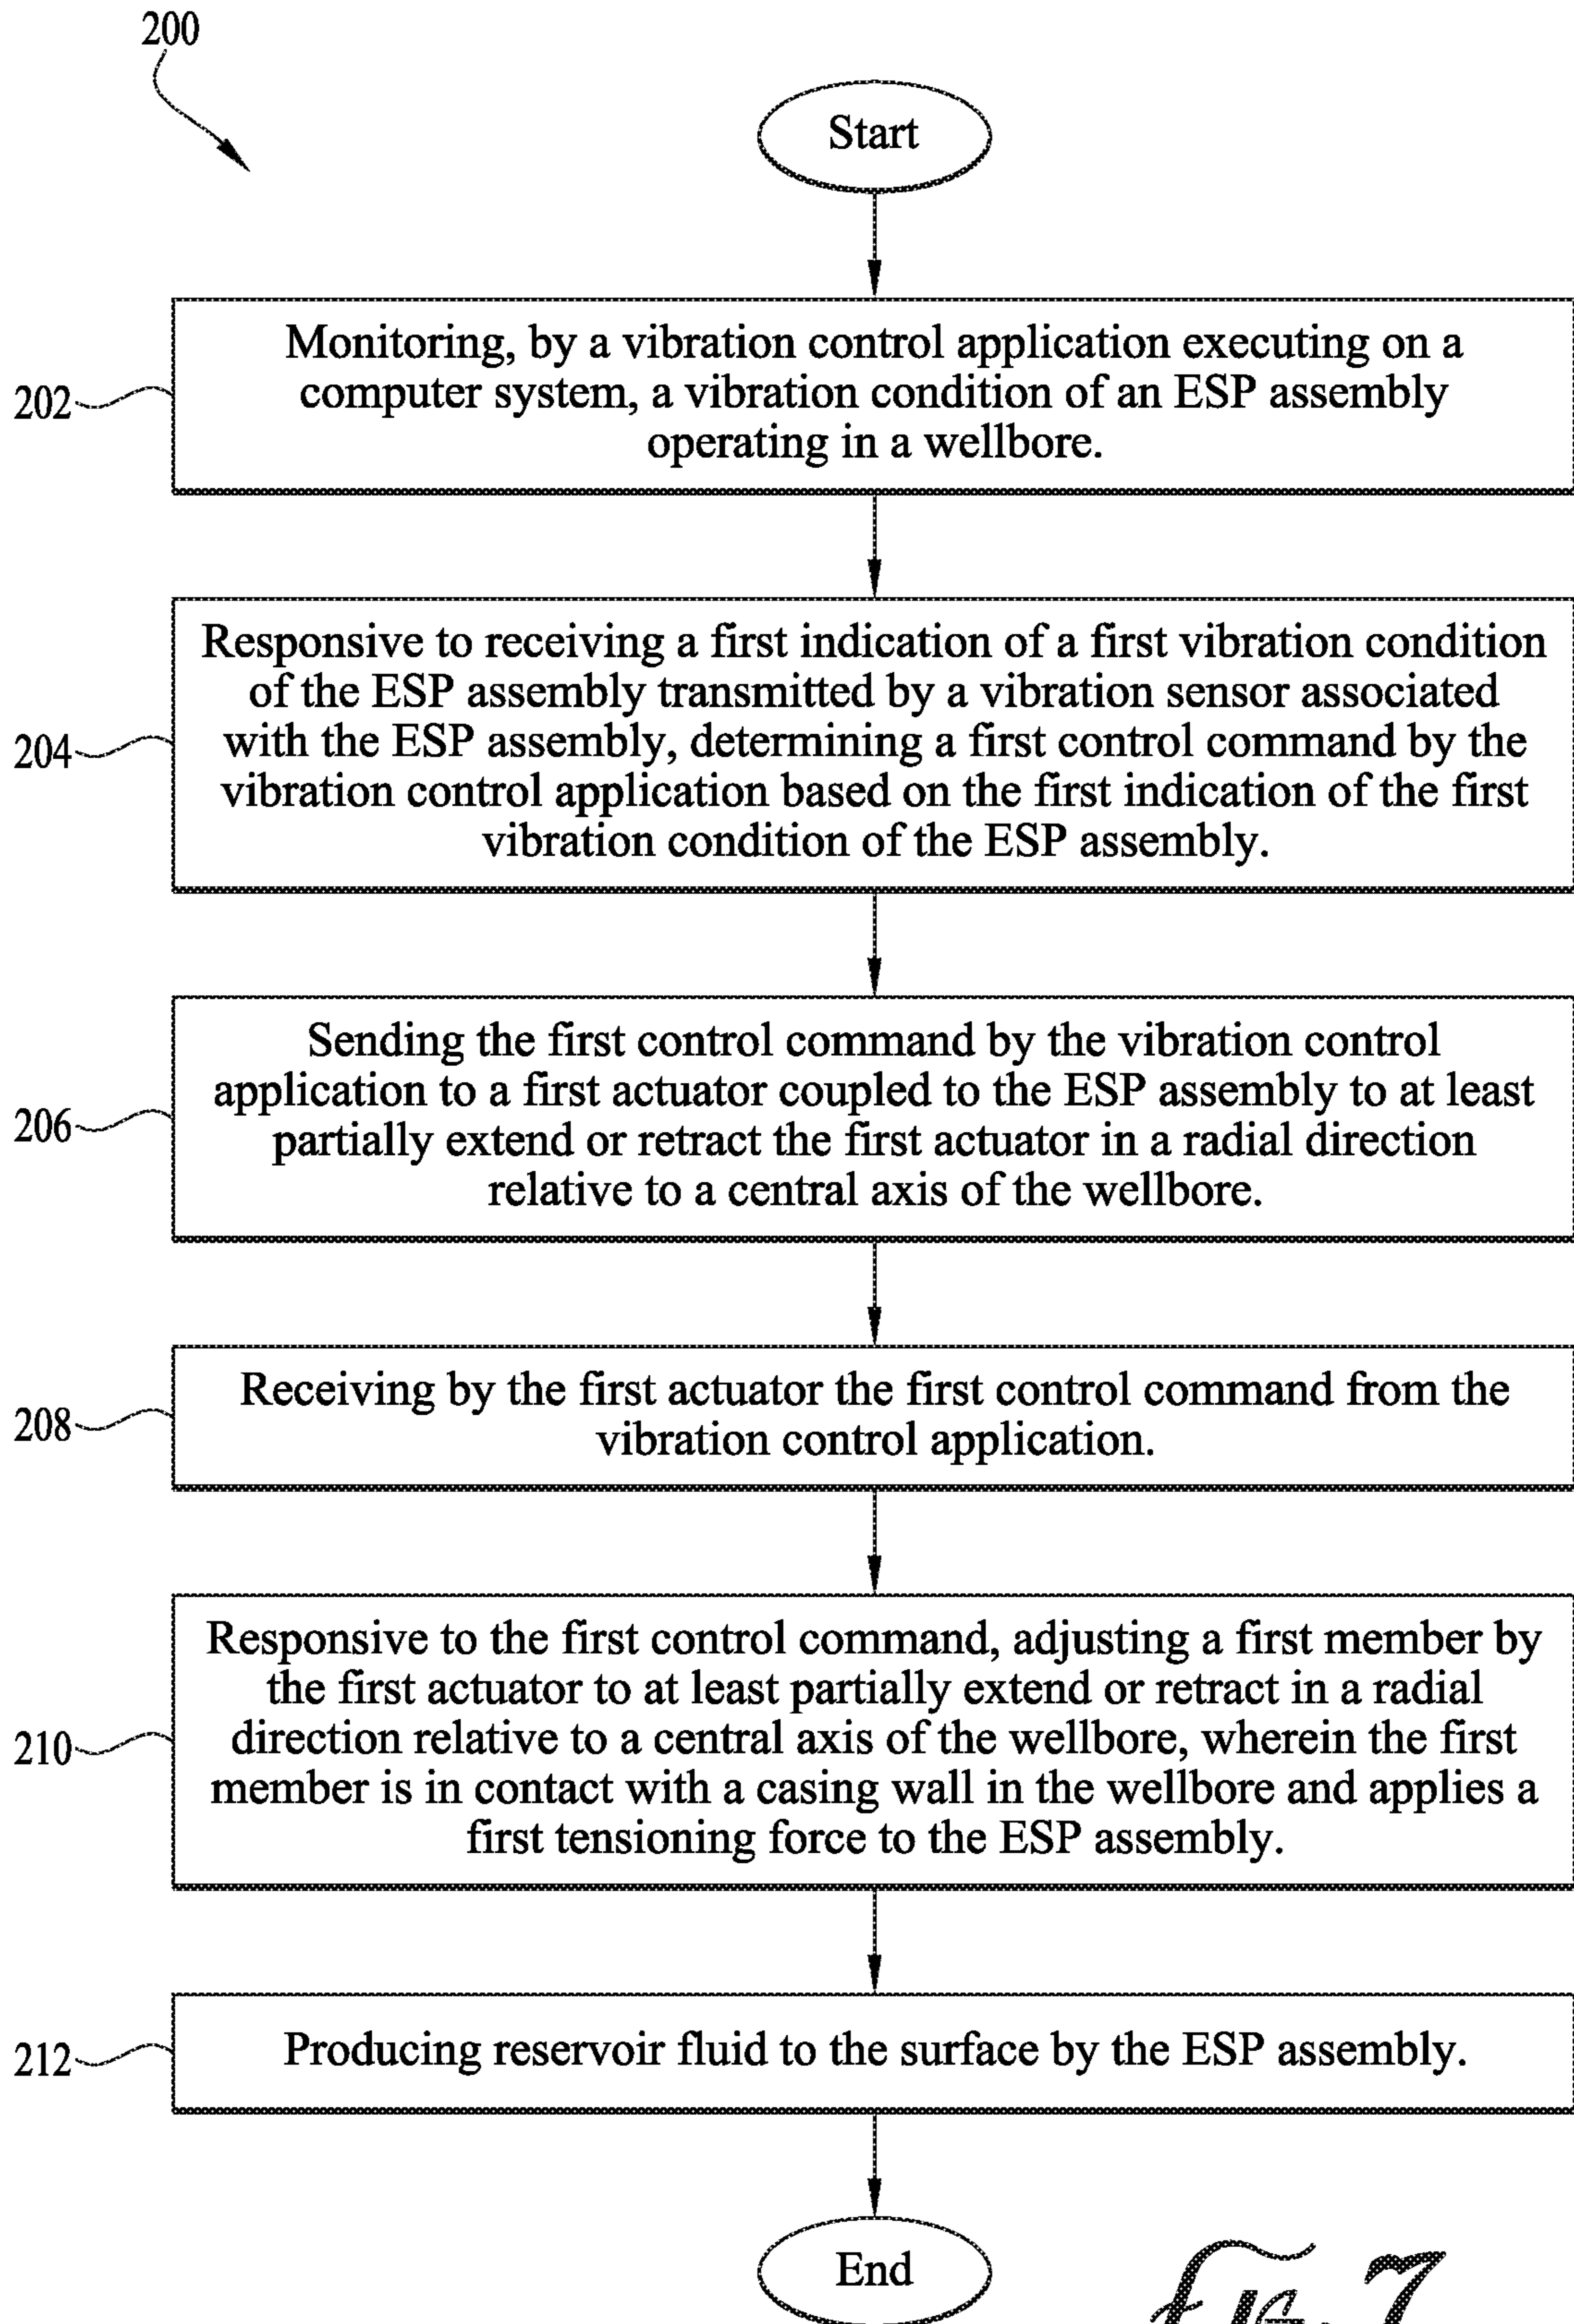 200
Start
202
Monitoring, by a vibration control application executing on a
computer system, a vibration condition of an ESP assembly
operating in a wellbore.
204
Responsive to receiving a first indication of a first vibration condition
of the ESP assembly transmitted by a vibration sensor associated
with the ESP assembly, determining a first control command by the
vibration control application based on the first indication of the first
vibration condition of the ESP assembly.
206
Sending the first control command by the vibration control
application to a first actuator coupled to the ESP assembly to at least
partially extend or retract the first actuator in a radial direction
relative to a central axis of the wellbore.
208
Receiving by the first actuator the first control command from the
vibration control application.
210
Responsive to the first control command, adjusting a first member by
the first actuator to at least partially extend or retract in a radial
direction relative to a central axis of the wellbore, wherein the first
member is in contact with a casing wall in the wellbore and applies a
first tensioning force to the ESP assembly.
212
Producing reservoir fluid to the surface by the ESP assembly.
End
FIG. 7